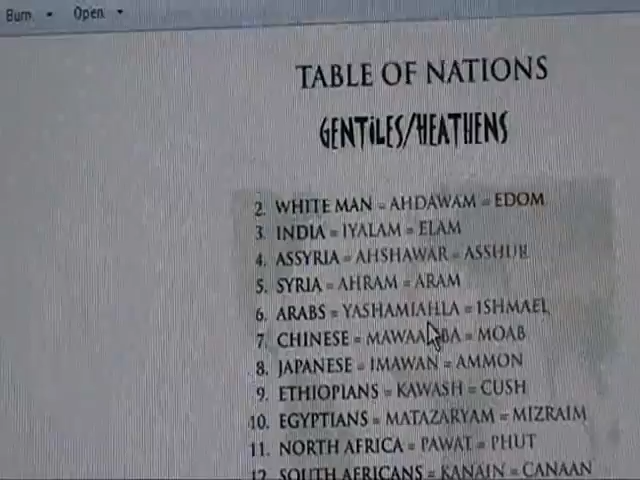 Burn Open
TABLE OF NATIONS
GENTILES/HEATHENS
2. WHITE MAN = AHDAWAM = EDOM
3. INDIA = IYALAM = ELAM
4. ASSYRIA = AHSHAWAR = ASSHUR
5. SYRIA = AHRAM = ARAM
6. ARABS = YASHAMIAHLA = ISHMAEL
7. CHINESE = MOAB
8. JAPANESE = IMAWAN = AMMON
9. ETHIOPIANS = KAWASH = CUSH
10. EGYPTIANS = MATAZARYAM = MIZRAIM
11. NORTH AFRICA = PAWAT = PHUT
12. SOUTH AFRICANS = KANAIN = CANAAN